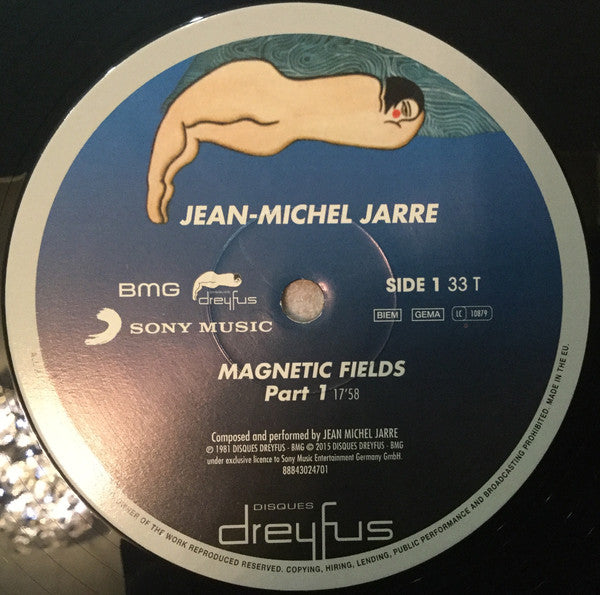 JEAN-MICHEL JARRE
BMG
DISQUES
dreyfus
SONY MUSIC
SIDE 1 33 T
BIEM GEMA LC 10879
MAGNETIC FIELDS
Part 1 17'58
Composed and performed by JEAN MICHEL JARRE
℗ 1981 DISQUES DREYFUS - BMG © 2015 DISQUES DREYFUS - BMG
under exclusive licence to Sony Music Entertainment Germany GmbH.
88843024701
DISQUES
dreyfus
OWNER OF THE WORK REPRODUCED RESERVED. COPYING, HIRING, LENDING, PUBLIC PERFORMANCE AND BROADCASTING PROHIBITED. MADE IN THE EU.